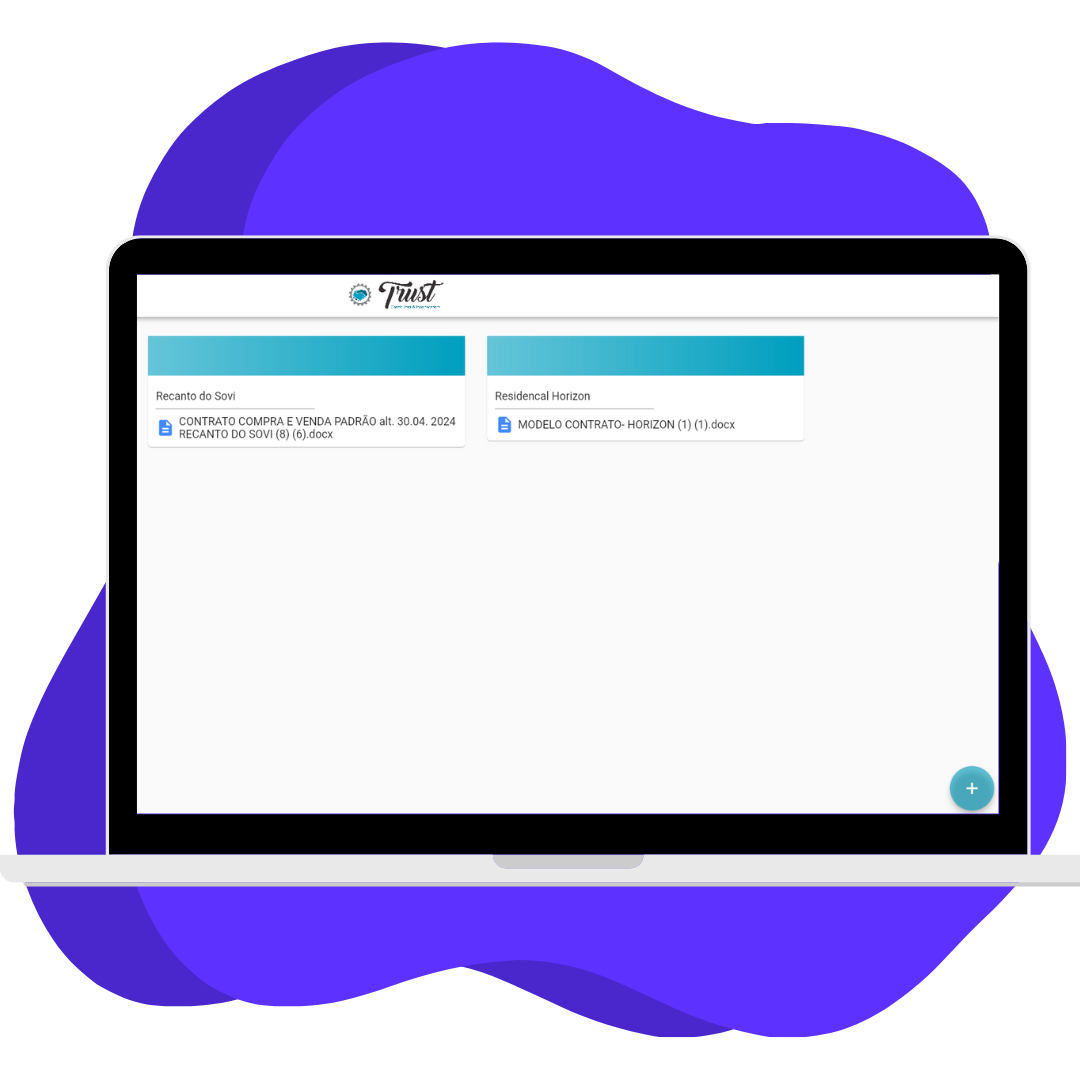 Trust
Recanto do Sovi
CONTRATO COMPRA E VENDA PADRÃO alt. 30.04. 2024
RECANTO DO SOVI (8) (6).docx
Residencal Horizon
MODELO CONTRATO- HORIZON (1) (1).docx
+